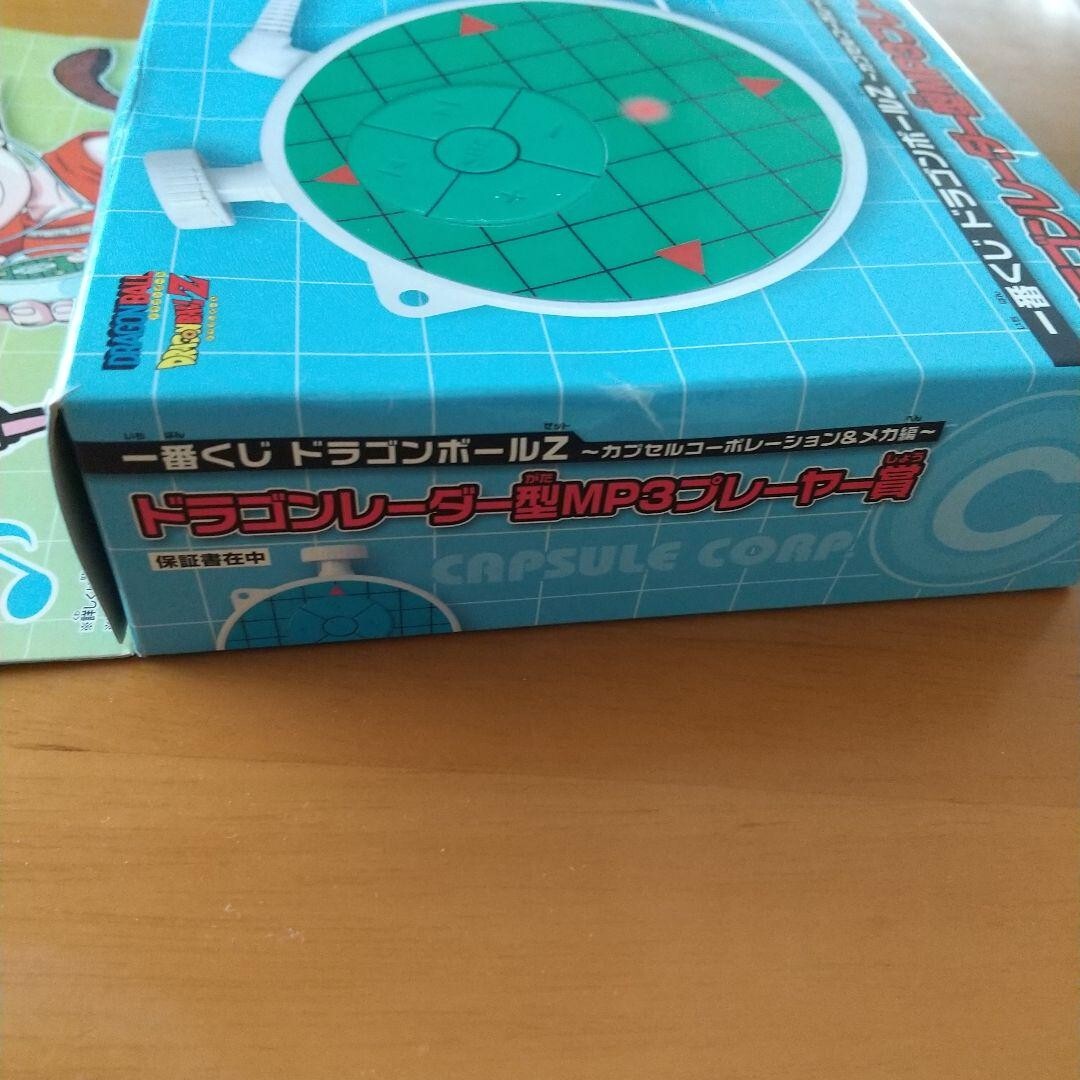 DRAGON BALL
DRAGON BALL Z
一番くじ ドラゴンボールZ
一番くじ ドラゴンボールZ ～カプセルコーポレーション&メカ編～
ドラゴンレーダー型MP3プレーヤー賞
保証書在中
CAPSULE CORP.
C